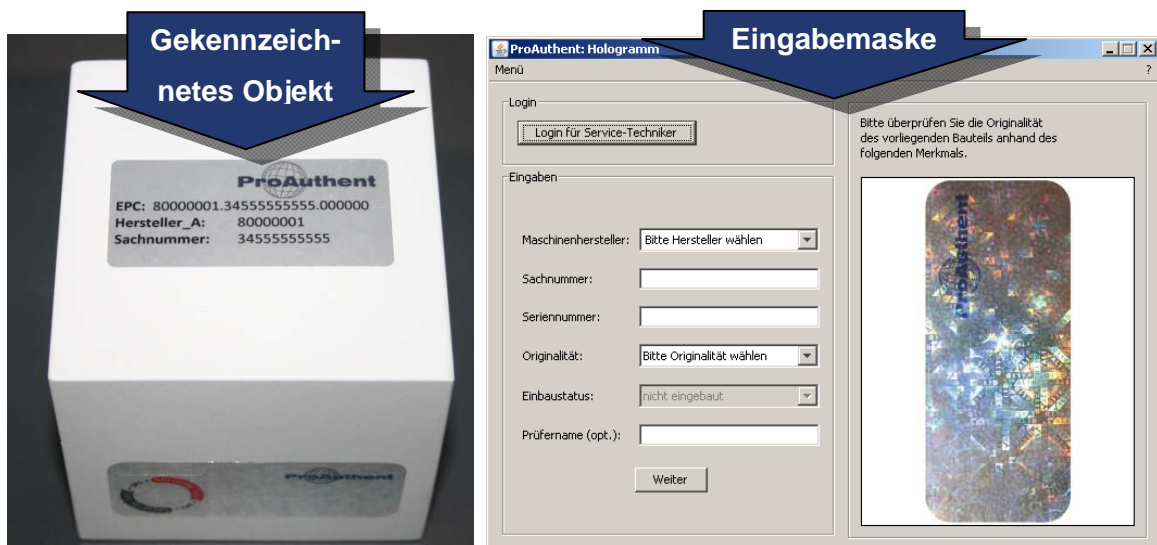 Gekennzeich-
netes Objekt
ProAuthent
EPC: 80000001.34555555555.000000
Hersteller_A: 80000001
Sachnummer: 34555555555
ProAuthent
Eingabemaske
ProAuthent: Hologramm
Menü
?
Login
Login für Service-Techniker
Eingaben
Maschinenhersteller: Bitte Hersteller wählen
Sachnummer:
Seriennummer:
Originalität: Bitte Originalität wählen
Einbaustatus: nicht eingebaut
Prüfername (opt.):
Weiter
Bitte überprüfen Sie die Originalität
des vorliegenden Bauteils anhand des
folgenden Merkmals.
ProAuthent